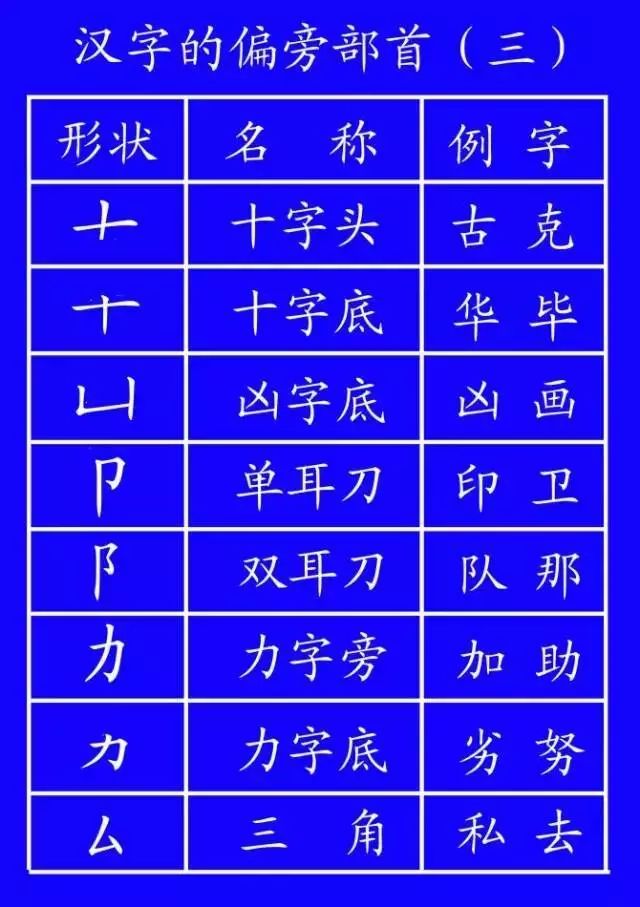 汉字的偏旁部首（三）
形状 名 称 例 字
十 十字头 古 克
十 十字底 华 毕
凵 凶字底 凶 画
卩 单耳刀 印 卫
阝 双耳刀 队 那
力 力字旁 加 助
力 力字底 劣 努
厶 三 角 私 去